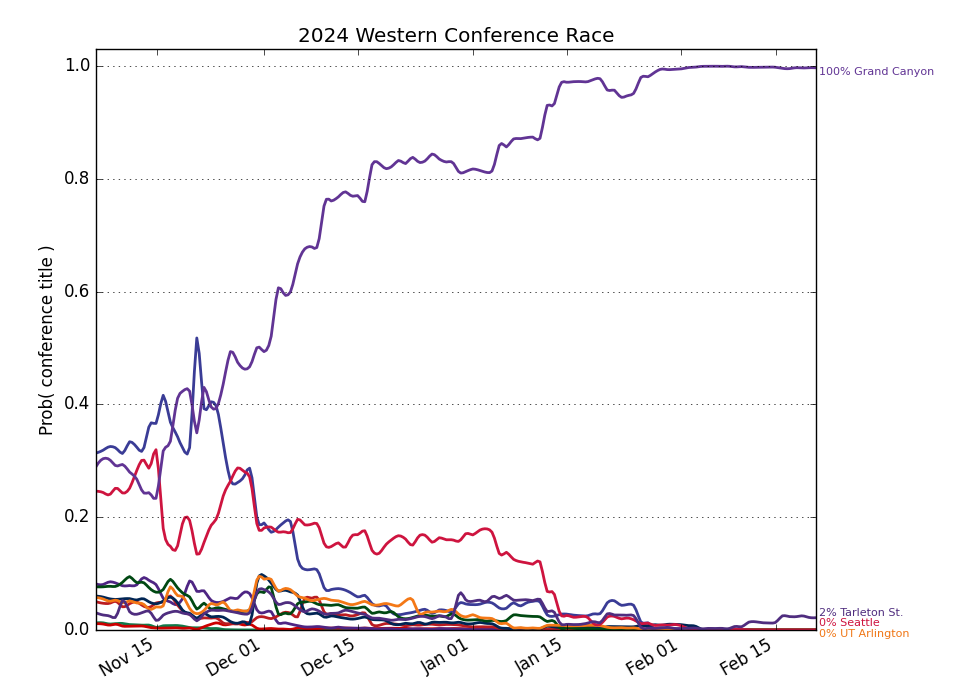 2024 Western Conference Race
Prob( conference title )
1.0
0.8
0.6
0.4
0.2
0.0
100% Grand Canyon
2% Tarleton St.
0% Seattle
0% UT Arlington
Nov 15
Dec 01
Dec 15
Jan 01
Jan 15
Feb 01
Feb 15